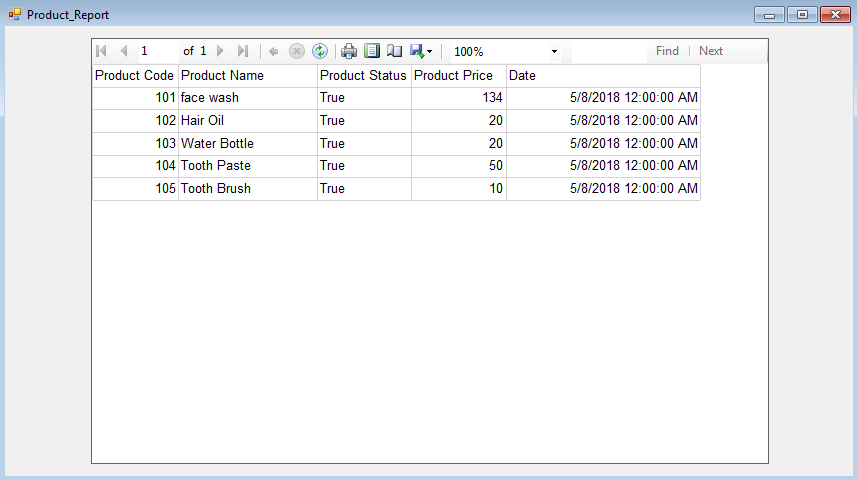 Product_Report
1 of 1 100% Find Next
Product Code Product Name Product Status Product Price Date
101 face wash True 134 5/8/2018 12:00:00 AM
102 Hair Oil True 20 5/8/2018 12:00:00 AM
103 Water Bottle True 20 5/8/2018 12:00:00 AM
104 Tooth Paste True 50 5/8/2018 12:00:00 AM
105 Tooth Brush True 10 5/8/2018 12:00:00 AM